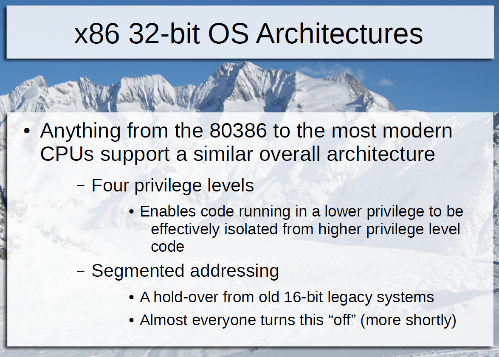 x86 32-bit OS Architectures
• Anything from the 80386 to the most modern
CPUs support a similar overall architecture
– Four privilege levels
• Enables code running in a lower privilege to be
effectively isolated from higher privilege level
code
– Segmented addressing
• A hold-over from old 16-bit legacy systems
• Almost everyone turns this “off” (more shortly)